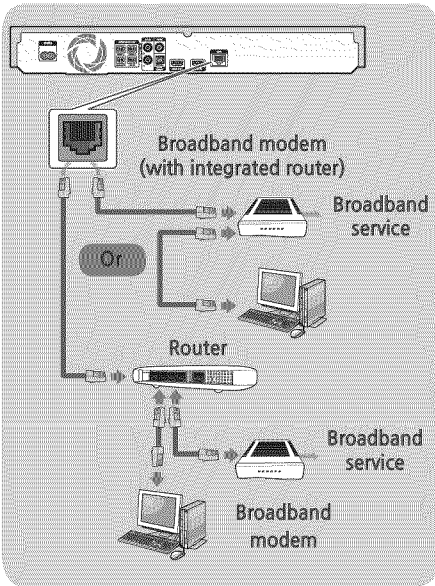 Broadband modem
(with integrated router)
Broadband
service
Or
Router
Broadband
service
Broadband
modem